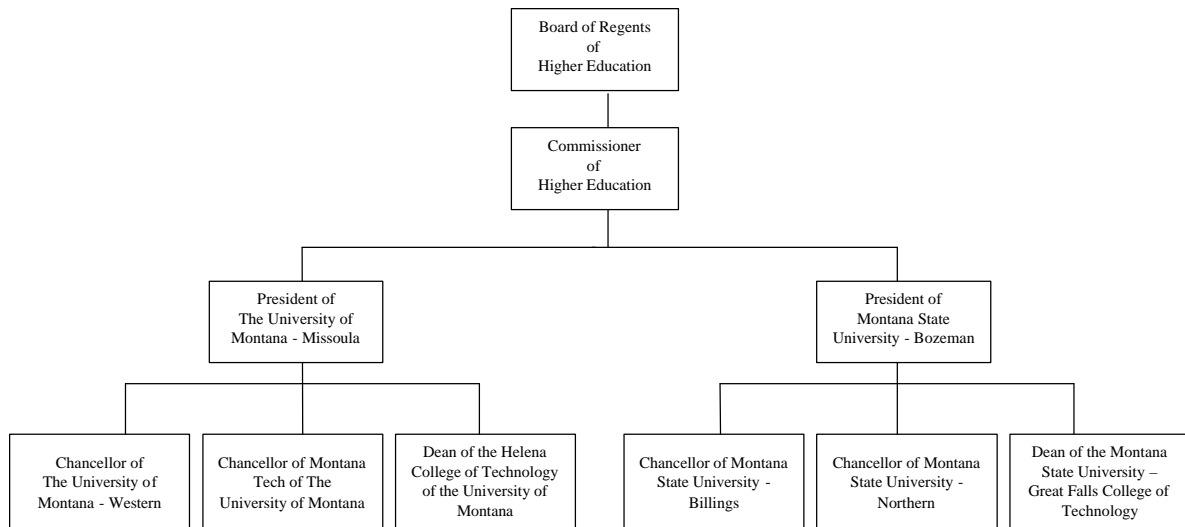 Board of Regents
of
Higher Education
Commissioner
of
Higher Education
President of
The University of
Montana - Missoula
President of
Montana State
University - Bozeman
Chancellor of
The University of
Montana - Western
Chancellor of Montana
Tech of The
University of Montana
Dean of the Helena
College of Technology
of the University of
Montana
Chancellor of Montana
State University -
Billings
Chancellor of Montana
State University -
Northern
Dean of the Montana
State University –
Great Falls College of
Technology